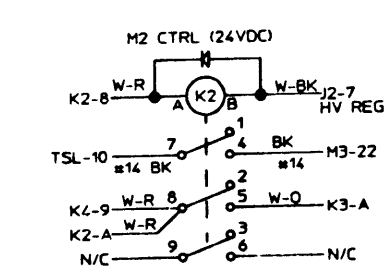 M2 CTRL (24VDC)
K2-8 W-R A K2 B W-BK J2-7
HV REG
1
TSL-10 7 4 BK M3-22
#14 BK #14
2
K4-9 W-R 8 5 W-O K3-A
K2-A W-R
3
N/C 9 6 N/C